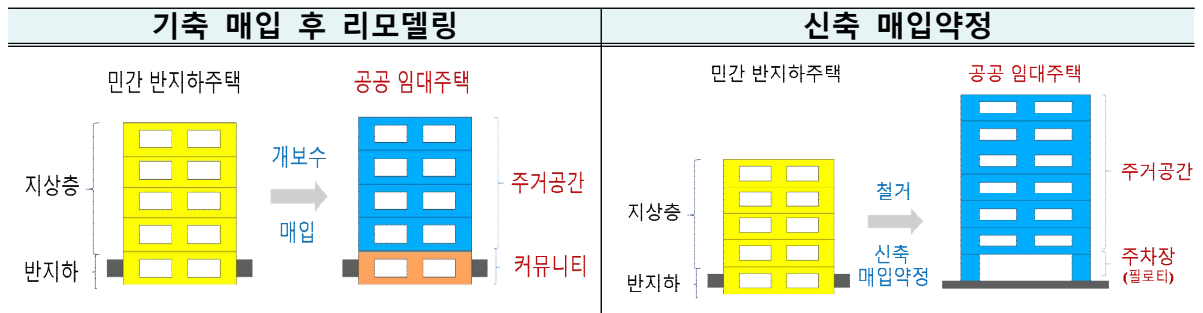 기축 매입 후 리모델링
신축 매입약정
민간 반지하주택
공공 임대주택
지상층
반지하
개보수
매입
주거공간
커뮤니티
민간 반지하주택
공공 임대주택
지상층
반지하
철거
신축
매입약정
주거공간
주차장
(필로티)